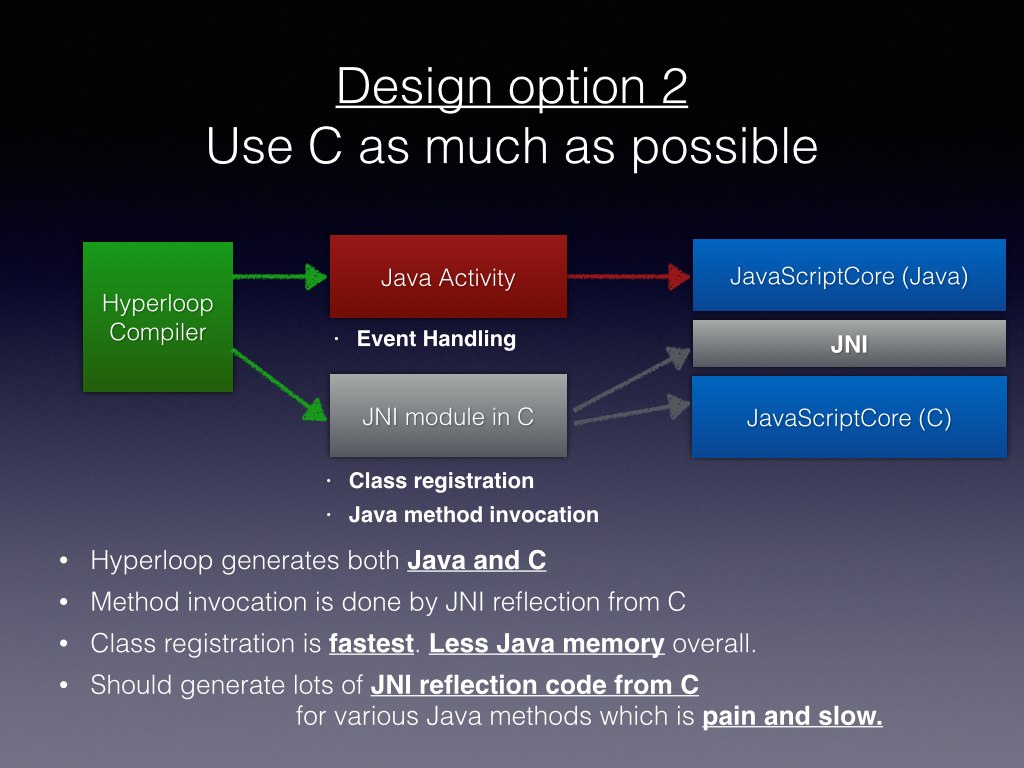 Design option 2
Use C as much as possible
Hyperloop
Compiler
Java Activity
JavaScriptCore (Java)
• Event Handling
JNI
JNI module in C
JavaScriptCore (C)
• Class registration
• Java method invocation
• Hyperloop generates both Java and C
• Method invocation is done by JNI reflection from C
• Class registration is fastest. Less Java memory overall.
• Should generate lots of JNI reflection code from C
for various Java methods which is pain and slow.